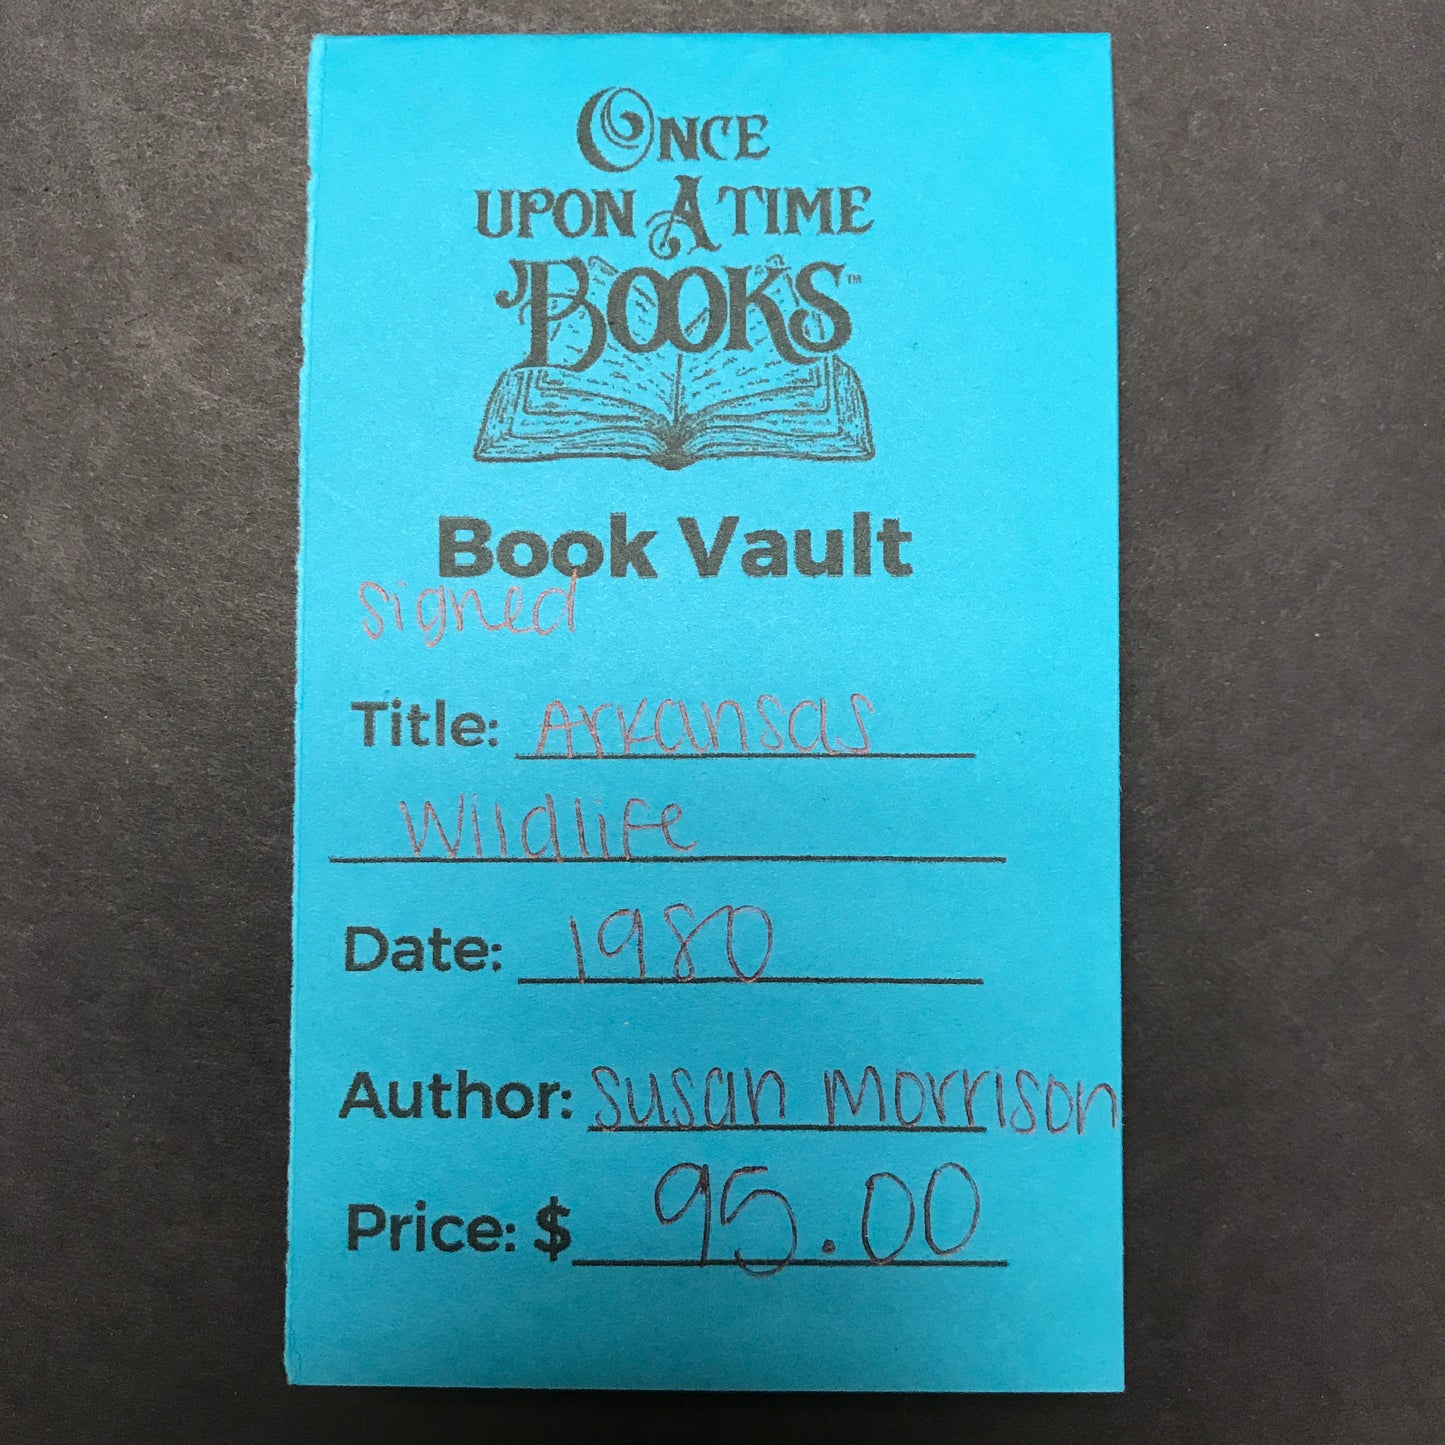 ONCE
UPON A TIME
BOOKS™
Book Vault
signed
Title: Arkansas
Wildlife
Date: 1980
Author: Susan Morrison
Price: $ 95.00